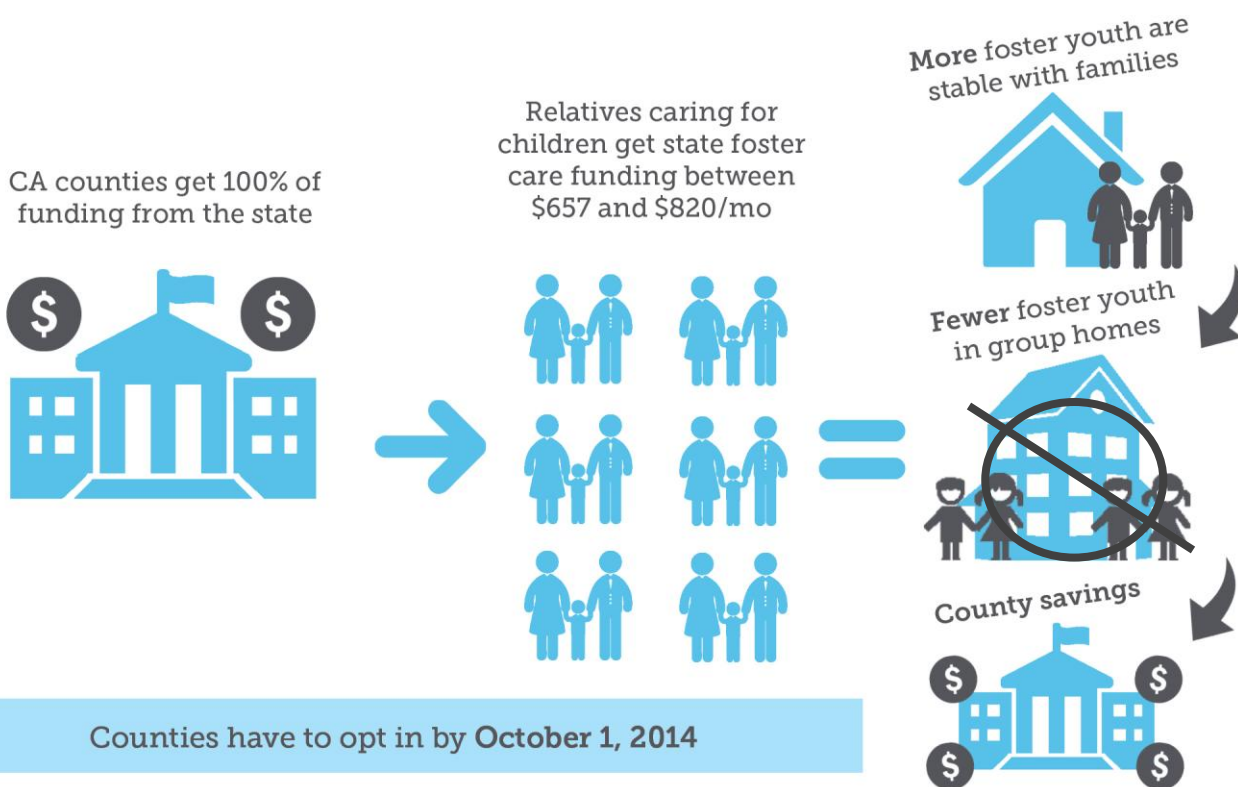 CA counties get 100% of
funding from the state
$ $
Relatives caring for
children get state foster
care funding between
$657 and $820/mo
More foster youth are
stable with families
Fewer foster youth
in group homes
County savings
$ $
$ $
Counties have to opt in by October 1, 2014